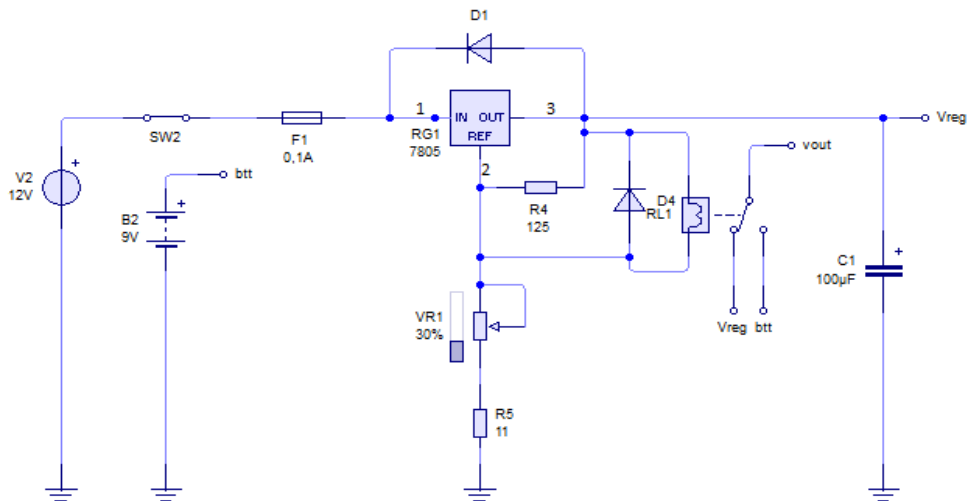 D1
1
IN OUT
REF
3
RG1
7805
2
SW2
F1
0,1A
V2
12V
+
btt
B2
9V
+
R4
125
D4
RL1
vout
Vreg
C1
100µF
+
VR1
30%
Vreg btt
R5
11